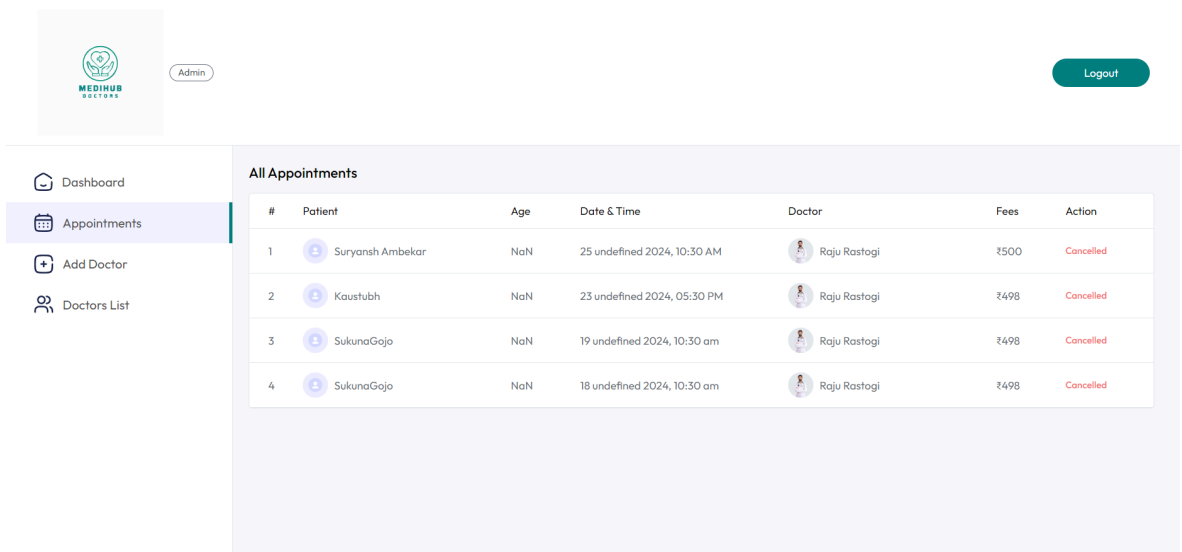 MEDIHUB
DOCTORS
Admin
Logout
Dashboard
Appointments
Add Doctor
Doctors List
All Appointments
# Patient Age Date & Time Doctor Fees Action
1 Suryansh Ambekar NaN 25 undefined 2024, 10:30 AM Raju Rastogi ₹500 Cancelled
2 Kaustubh NaN 23 undefined 2024, 05:30 PM Raju Rastogi ₹498 Cancelled
3 SukunaGojo NaN 19 undefined 2024, 10:30 am Raju Rastogi ₹498 Cancelled
4 SukunaGojo NaN 18 undefined 2024, 10:30 am Raju Rastogi ₹498 Cancelled